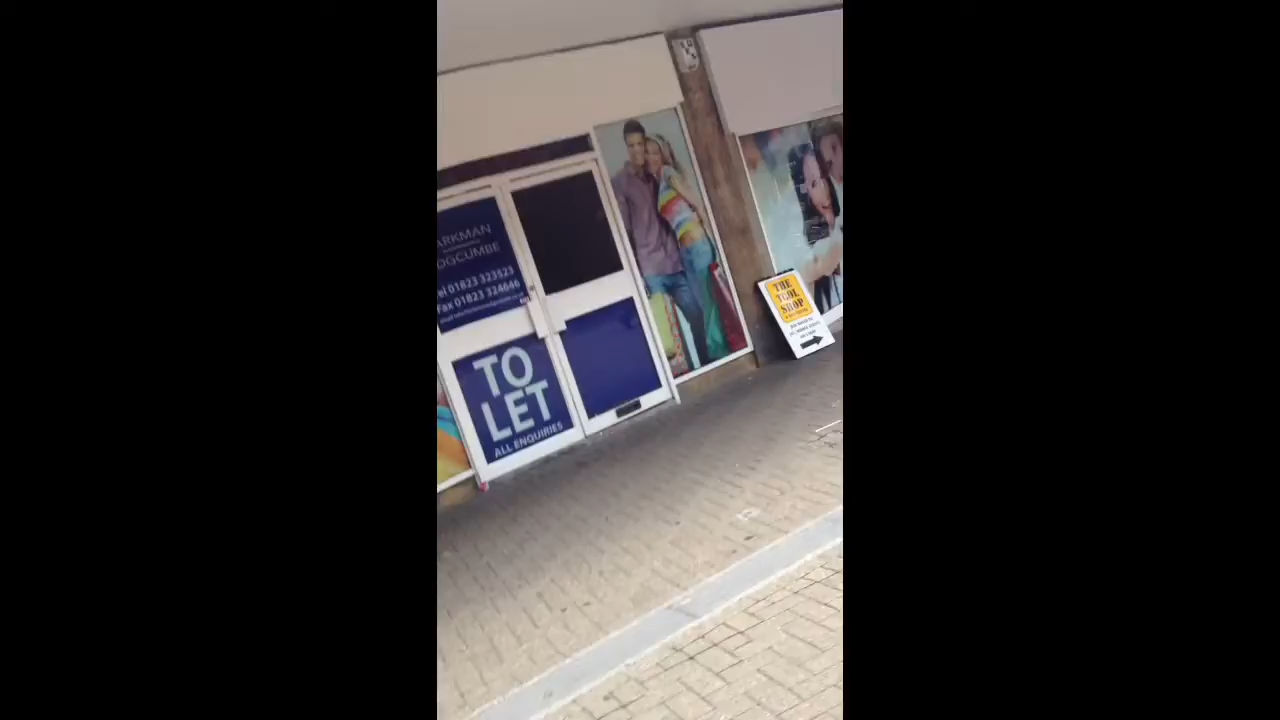 ARKMAN
DGCUMBE
el 01823 323523
Fax 01823 324646
TO
LET
ALL ENQUIRIES
THE
TOOL
SHOP